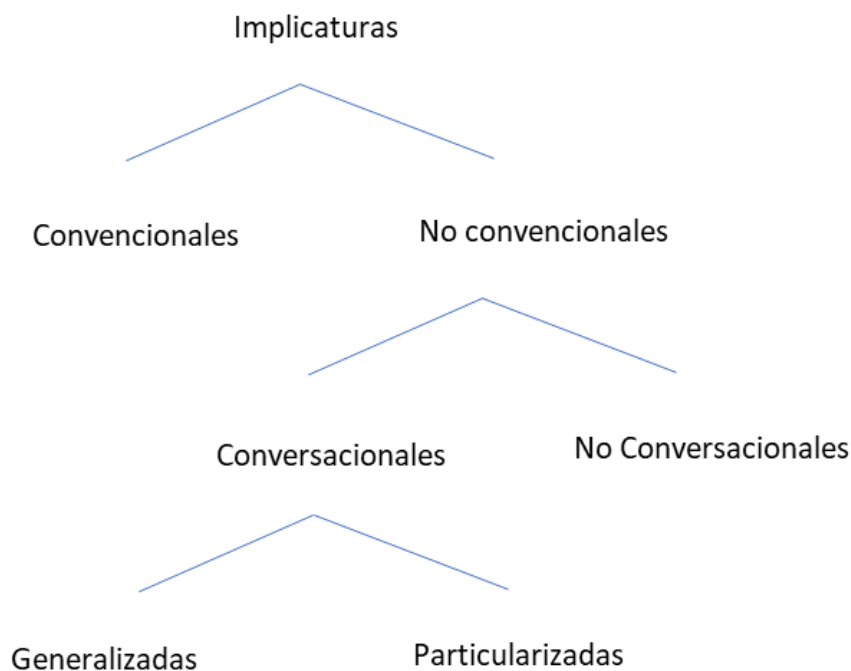 Implicaturas
Convencionales
No convencionales
Conversacionales
No Conversacionales
Generalizadas
Particularizadas